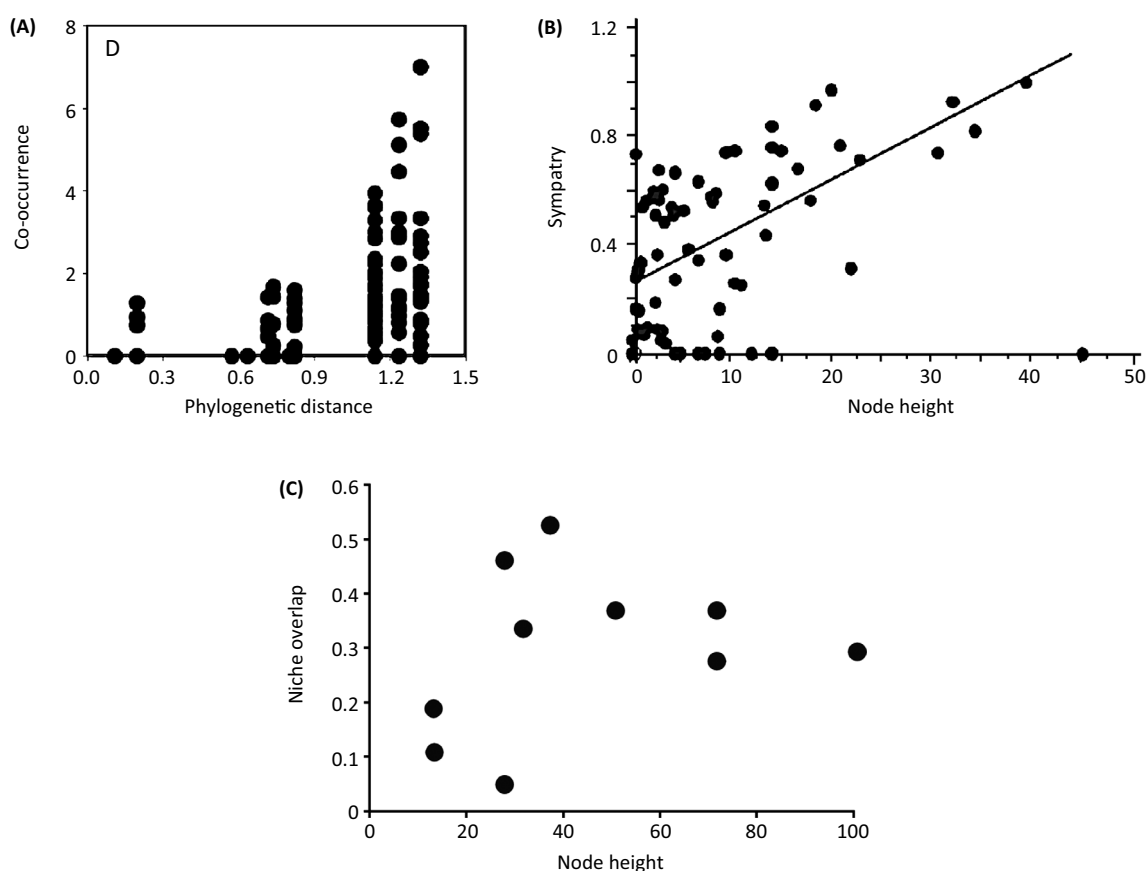 (A)
D
8
6
4
2
0
Co-occurrence
0.0 0.3 0.6 0.9 1.2 1.5
Phylogenetic distance
(B)
1.2
0.8
0.4
0
Sympatry
0 10 20 30 40 50
Node height
(C)
0.6
0.5
0.4
0.3
0.2
0.1
0
Niche overlap
0 20 40 60 80 100
Node height